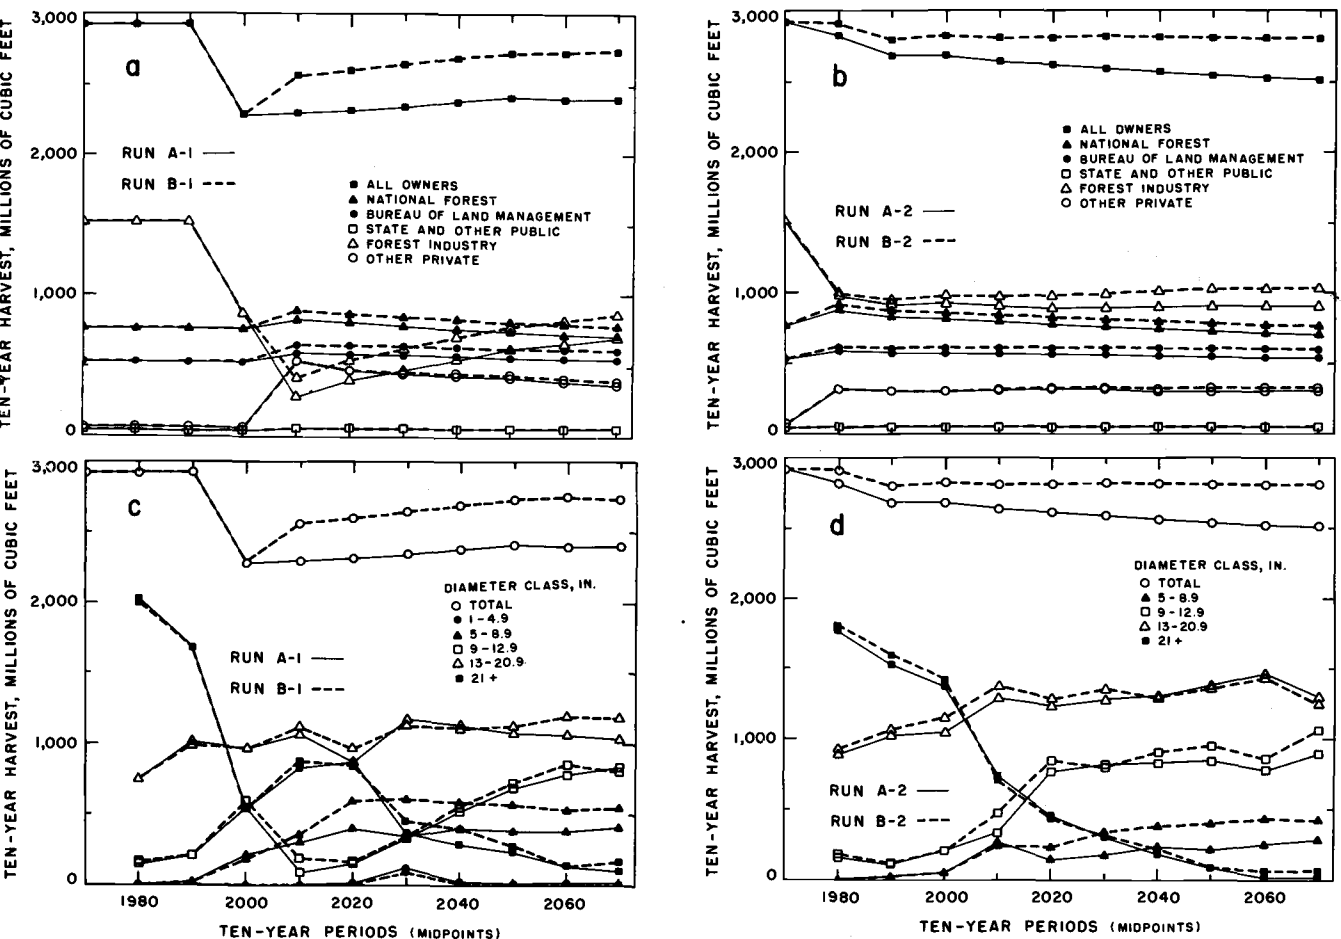 TEN-YEAR HARVEST, MILLIONS OF CUBIC FEET
3,000
2,000
1,000
0
a
RUN A-1
RUN B-1
ALL OWNERS
NATIONAL FOREST
BUREAU OF LAND MANAGEMENT
STATE AND OTHER PUBLIC
FOREST INDUSTRY
OTHER PRIVATE
TEN-YEAR HARVEST, MILLIONS OF CUBIC FEET
3,000
2,000
1,000
0
b
ALL OWNERS
NATIONAL FOREST
BUREAU OF LAND MANAGEMENT
STATE AND OTHER PUBLIC
FOREST INDUSTRY
OTHER PRIVATE
RUN A-2
RUN B-2
TEN-YEAR HARVEST, MILLIONS OF CUBIC FEET
3,000
2,000
1,000
0
c
DIAMETER CLASS, IN.
TOTAL
1-4.9
5-8.9
9-12.9
13-20.9
21+
RUN A-1
RUN B-1
1980 2000 2020 2040 2060
TEN-YEAR PERIODS (MIDPOINTS)
TEN-YEAR HARVEST, MILLIONS OF CUBIC FEET
3,000
2,000
1,000
0
d
DIAMETER CLASS, IN.
TOTAL
5-8.9
9-12.9
13-20.9
21+
RUN A-2
RUN B-2
1980 2000 2020 2040 2060
TEN-YEAR PERIODS (MIDPOINTS)